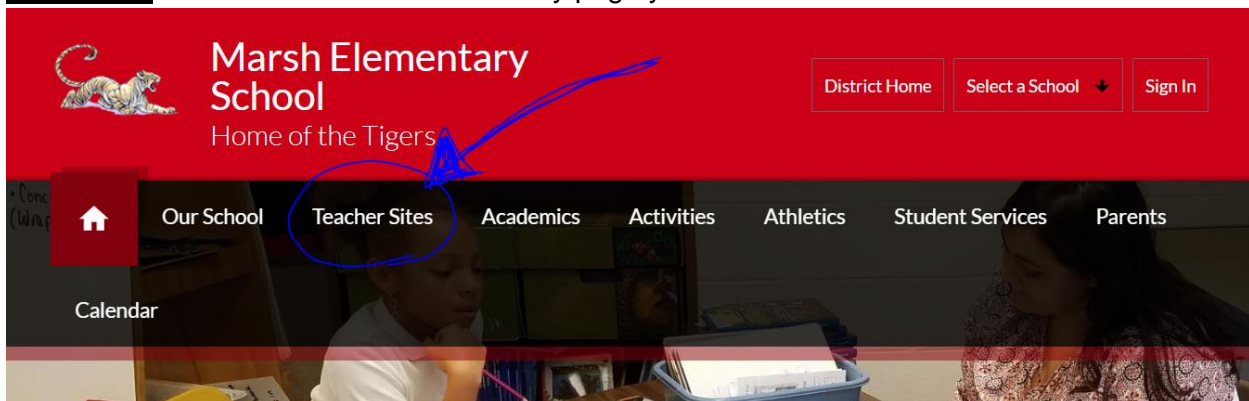 Marsh Elementary
School
Home of the Tigers
District Home Select a School Sign In
Our School Teacher Sites Academics Activities Athletics Student Services Parents
Calendar